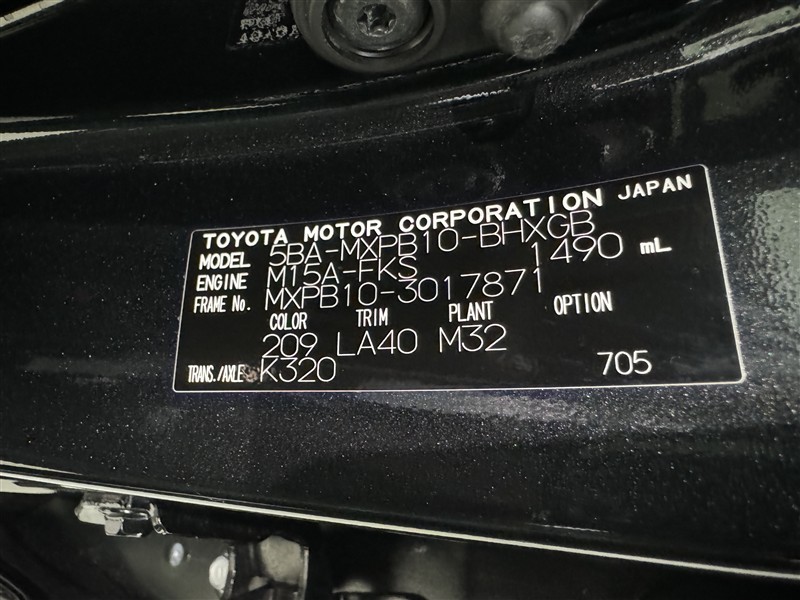 TOYOTA MOTOR CORPORATION JAPAN
MODEL 5BA-MXPB10-BHXGB
ENGINE M15A-FKS 1490 mL
FRAME No. MXPB10-3017871
COLOR TRIM PLANT OPTION
209 LA40 M32
TRANS./AXLE K320 705